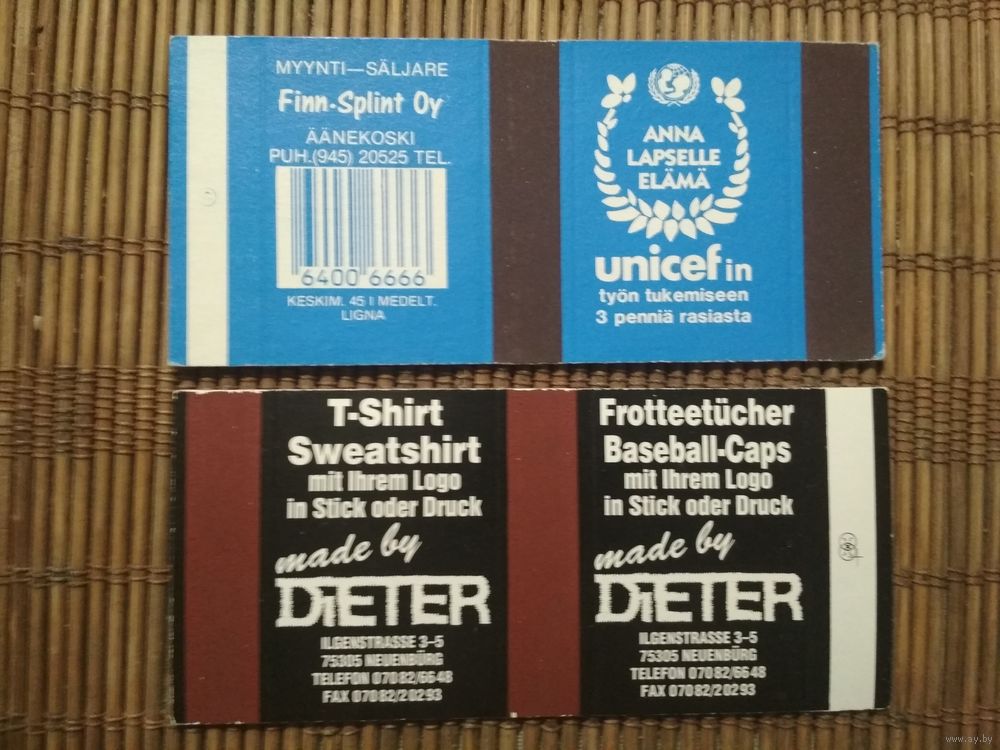 MYYNTI—SÄLJARE
Finn-Splint Oy
ÄÄNEKOSKI
PUH.(945) 20525 TEL.
6400 6666
KESKIM. 45 I MEDELT.
LIGNA
ANNA
LAPSELLE
ELÄMÄ
unicef in
työn tukemiseen
3 penniä rasiasta
T-Shirt
Sweatshirt
mit Ihrem Logo
in Stick oder Druck
made by
DiETER
ILGENSTRASSE 3-5
75305 NEUENBÜRG
TELEFON 07082/6648
FAX 07082/20293
Frotteetücher
Baseball-Caps
mit Ihrem Logo
in Stick oder Druck
made by
DiETER
ILGENSTRASSE 3-5
75305 NEUENBÜRG
TELEFON 07082/6648
FAX 07082/20293
www.ay.by